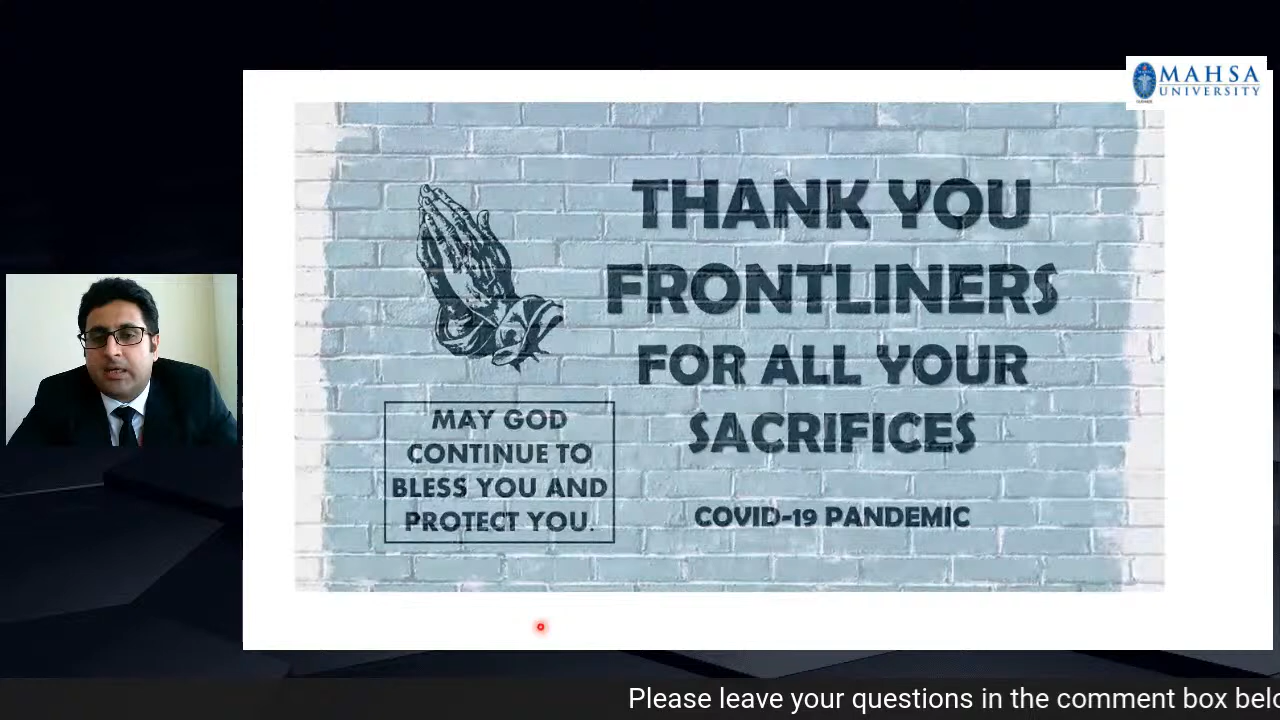 MAHSA
UNIVERSITY
THANK YOU
FRONTLINERS
FOR ALL YOUR
SACRIFICES
COVID-19 PANDEMIC
MAY GOD
CONTINUE TO
BLESS YOU AND
PROTECT YOU.
Please leave your questions in the comment box